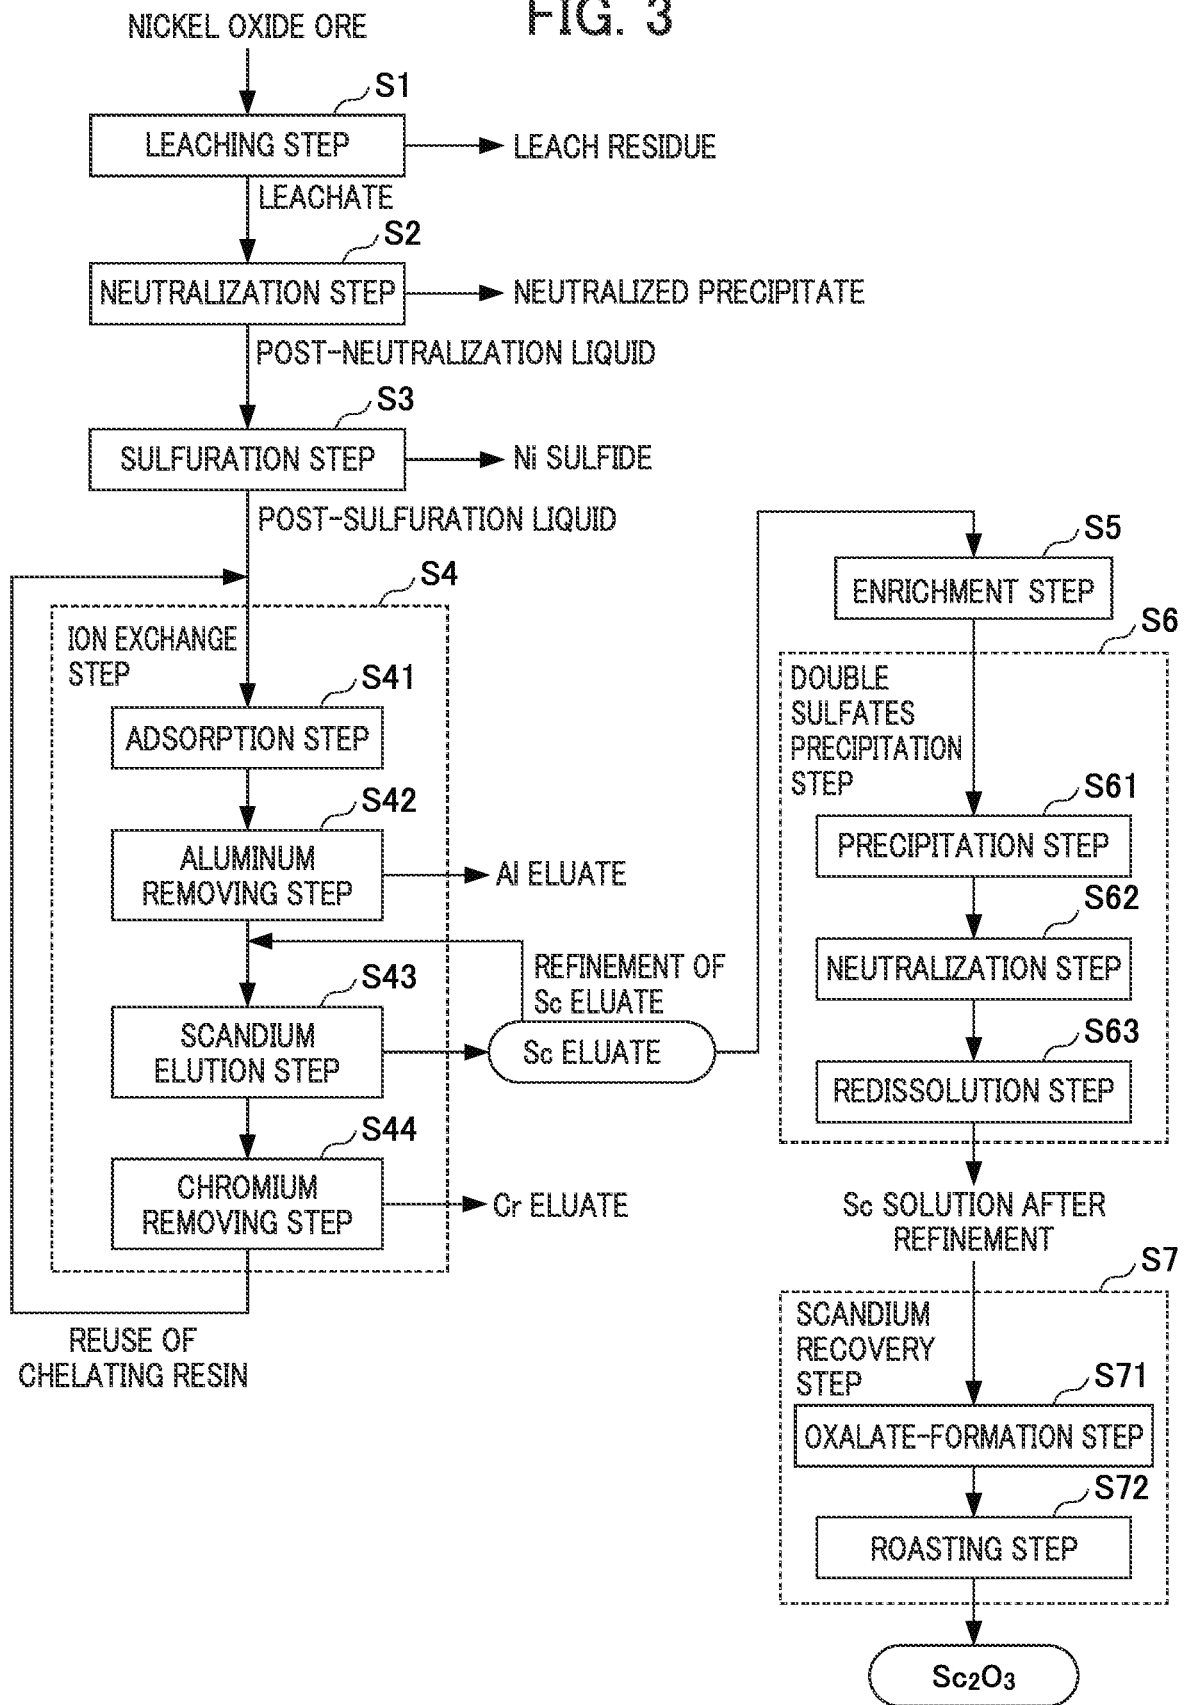 FIG. 3
NICKEL OXIDE ORE
S1
LEACHING STEP
LEACH RESIDUE
LEACHATE
S2
NEUTRALIZATION STEP
NEUTRALIZED PRECIPITATE
POST-NEUTRALIZATION LIQUID
S3
SULFURATION STEP
Ni SULFIDE
POST-SULFURATION LIQUID
S4
ION EXCHANGE
STEP
S41
ADSORPTION STEP
S42
ALUMINUM
REMOVING STEP
Al ELUATE
REFINEMENT OF
Sc ELUATE
S43
SCANDIUM
ELUTION STEP
Sc ELUATE
S44
CHROMIUM
REMOVING STEP
Cr ELUATE
REUSE OF
CHELATING RESIN
S5
ENRICHMENT STEP
S6
DOUBLE
SULFATES
PRECIPITATION
STEP
S61
PRECIPITATION STEP
S62
NEUTRALIZATION STEP
S63
REDISSOLUTION STEP
Sc SOLUTION AFTER
REFINEMENT
S7
SCANDIUM
RECOVERY
STEP
S71
OXALATE-FORMATION STEP
S72
ROASTING STEP
Sc₂O₃